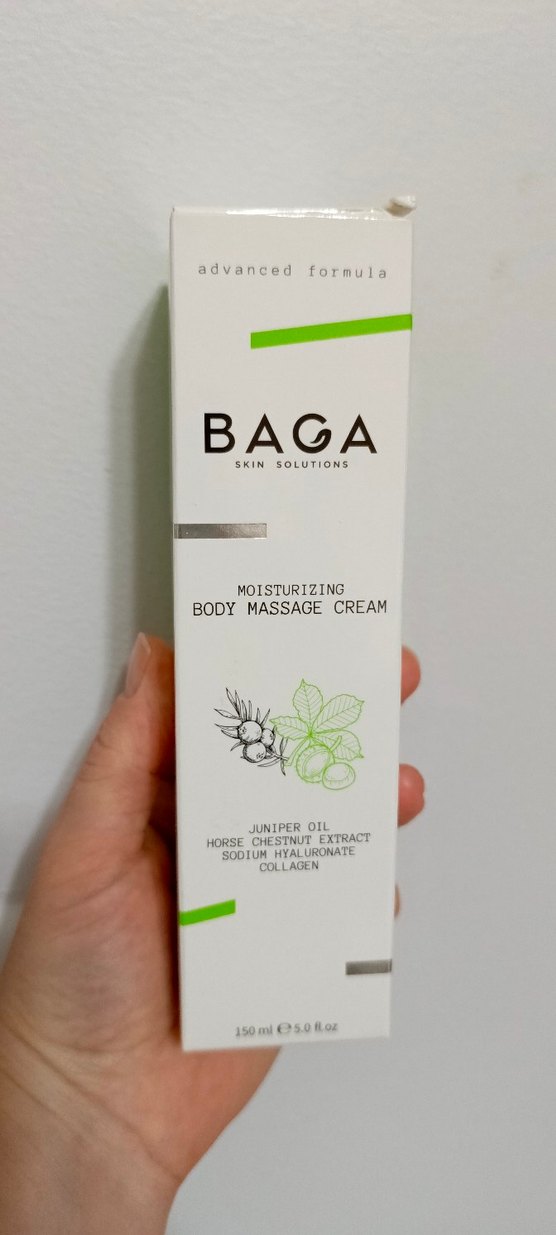 advanced formula
BAGA
SKIN SOLUTIONS
MOISTURIZING
BODY MASSAGE CREAM
JUNIPER OIL
HORSE CHESTNUT EXTRACT
SODIUM HYALURONATE
COLLAGEN
150 ml ℮ 5.0 fl.oz